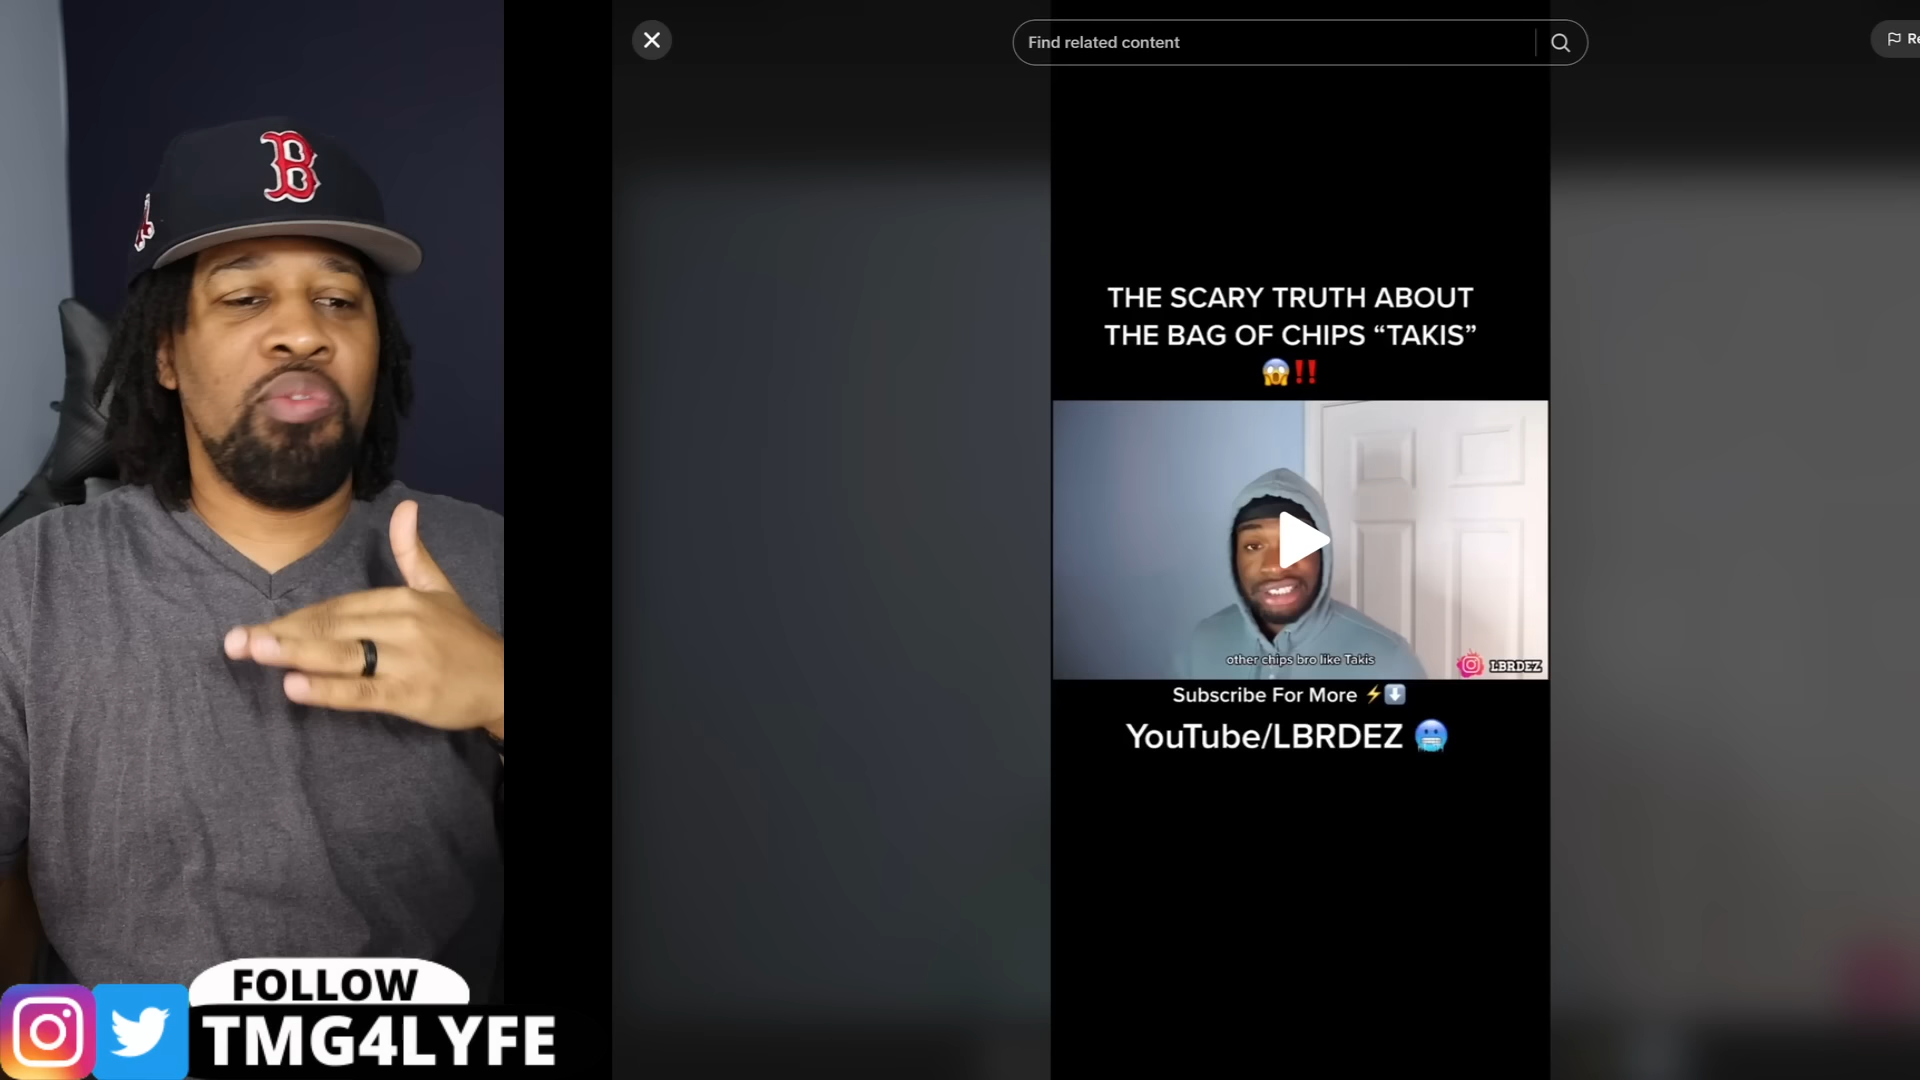 B
Find related content
Re
THE SCARY TRUTH ABOUT
THE BAG OF CHIPS “TAKIS”
😱‼️
other chips bro like Takis
LBRDEZ
Subscribe For More ⚡⬇️
YouTube/LBRDEZ 🥶
FOLLOW
TMG4LYFE